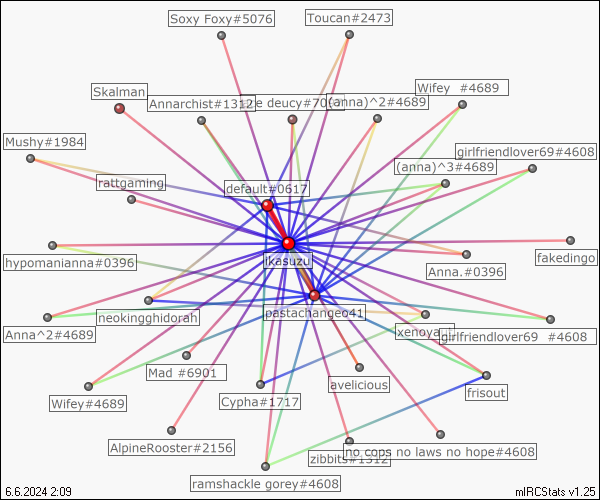 Soxy Foxy#5076
Toucan#2473
Skalman
Annarchist#1312
e deucy#70
(anna)^2#4689
Wifey  #4689
Mushy#1984
girlfriendlover69#4608
(anna)^3#4689
rattgaming
default#0617
hypomanianna#0396
ikasuzu
Anna.#0396
fakedingo
neokingghidorah
pastachangeo41
Anna^2#4689
xenoya
girlfriendlover69  #4608
Mad #6901
avelicious
Wifey#4689
Cypha#1717
frisout
AlpineRooster#2156
zibbits#1312
no cops no laws no hope#4608
ramshackle gorey#4608
6.6.2024 2:09
mIRCStats v1.25